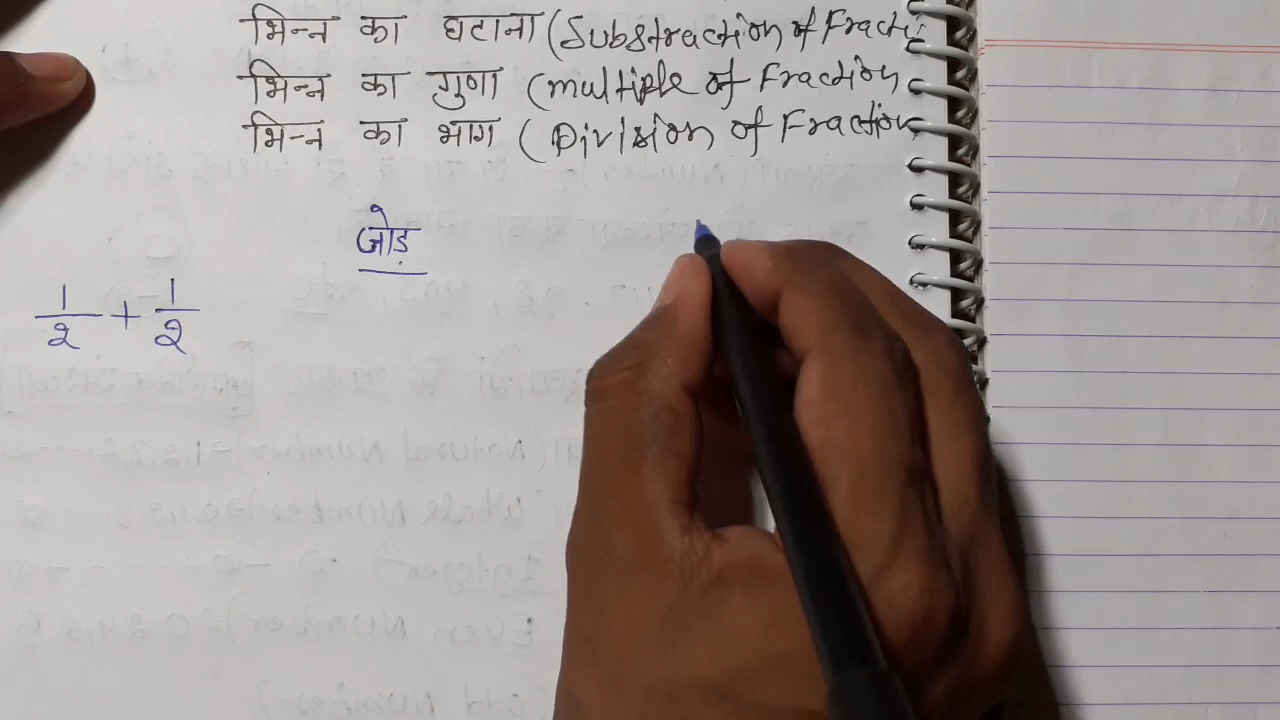 भिन्न का घटाना (Substraction of Fracti
भिन्न का गुणा (multiple of Fraction
भिन्न का भाग (Division of Fraction
जोड़
1/2 + 1/2